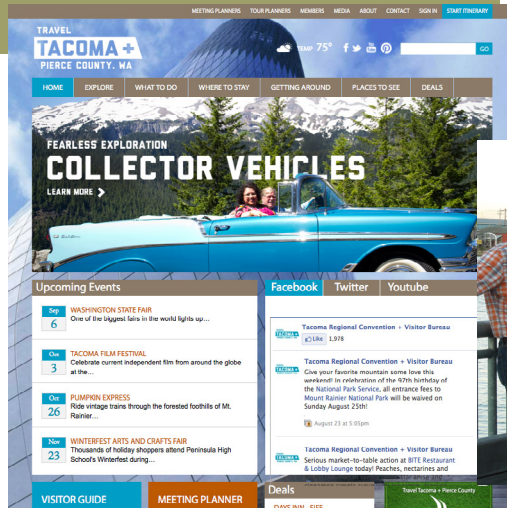 MEETING PLANNERS TOUR PLANNERS MEMBERS MEDIA ABOUT CONTACT SIGN IN START ITINERARY
TRAVEL
TACOMA +
PIERCE COUNTY, WA
TEMP 75°
GO
HOME EXPLORE WHAT TO DO WHERE TO STAY GETTING AROUND PLACES TO SEE DEALS
FEARLESS EXPLORATION
COLLECTOR VEHICLES
LEARN MORE
Upcoming Events
Sep
6
WASHINGTON STATE FAIR
One of the biggest fairs in the world lights up...
Oct
3
TACOMA FILM FESTIVAL
Celebrate current independent film from around the globe
at the...
Oct
26
PUMPKIN EXPRESS
Ride vintage trains through the forested foothills of Mt.
Rainier...
Nov
23
WINTERFEST ARTS AND CRAFTS FAIR
Thousands of holiday shoppers attend Peninsula High
School's Winterfest during...
VISITOR GUIDE
MEETING PLANNER
Facebook Twitter Youtube
Tacoma Regional Convention + Visitor Bureau
Like 1,978
Tacoma Regional Convention + Visitor Bureau
Give your favorite mountain some love this
weekend! In celebration of the 97th birthday of
the National Park Service, all entrance fees to
Mount Rainier National Park will be waived on
Sunday August 25th!
August 23 at 5:05pm
Tacoma Regional Convention + Visitor Bureau
Serious market-to-table action at BITE Restaurant
& Lobby Lounge today! Peaches, nectarines and
Deals
DAYS INN - FIFE
Travel Tacoma + Pierce County